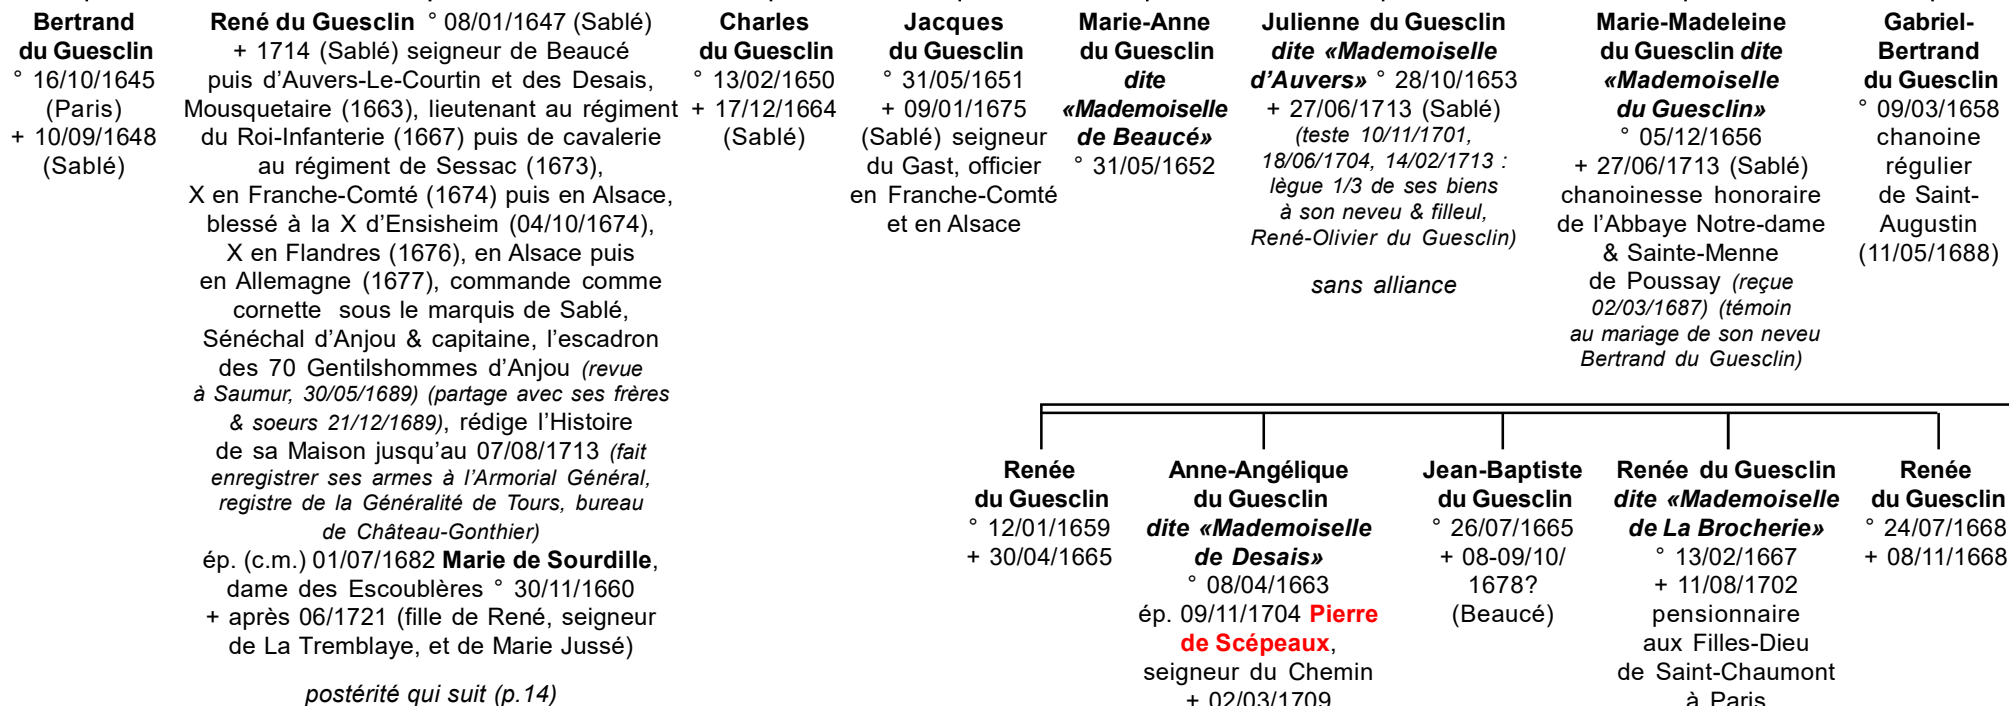 Bertrand
du Guesclin
° 16/10/1645
(Paris)
+ 10/09/1648
(Sablé)
René du Guesclin ° 08/01/1647 (Sablé)
+ 1714 (Sablé) seigneur de Beaucé
puis d'Auvers-Le-Courtin et des Desais,
Mousquetaire (1663), lieutenant au régiment
du Roi-Infanterie (1667) puis de cavalerie
au régiment de Sessac (1673),
X en Franche-Comté (1674) puis en Alsace,
blessé à la X d'Ensisheim (04/10/1674),
X en Flandres (1676), en Alsace puis
en Allemagne (1677), commande comme
cornette sous le marquis de Sablé,
Sénéchal d'Anjou & capitaine, l'escadron
des 70 Gentilshommes d'Anjou (revue
à Saumur, 30/05/1689) (partage avec ses frères
& soeurs 21/12/1689), rédige l'Histoire
de sa Maison jusqu'au 07/08/1713 (fait
enregistrer ses armes à l'Armorial Général,
registre de la Généralité de Tours, bureau
de Château-Gonthier)
ép. (c.m.) 01/07/1682 Marie de Sourdille,
dame des Escoublères ° 30/11/1660
+ après 06/1721 (fille de René, seigneur
de La Tremblaye, et de Marie Jussé)
postérité qui suit (p.14)
Charles
du Guesclin
° 13/02/1650
+ 17/12/1664
(Sablé)
Jacques
du Guesclin
° 31/05/1651
+ 09/01/1675
(Sablé) seigneur
du Gast, officier
en Franche-Comté
et en Alsace
Marie-Anne
du Guesclin
dite
«Mademoiselle
de Beaucé»
° 31/05/1652
Julienne du Guesclin
dite «Mademoiselle
d'Auvers» ° 28/10/1653
+ 27/06/1713 (Sablé)
(teste 10/11/1701,
18/06/1704, 14/02/1713 :
lègue 1/3 de ses biens
à son neveu & filleul,
René-Olivier du Guesclin)
sans alliance
Marie-Madeleine
du Guesclin dite
«Mademoiselle
du Guesclin»
° 05/12/1656
+ 27/06/1713 (Sablé)
chanoinesse honoraire
de l'Abbaye Notre-dame
& Sainte-Menne
de Poussay (reçue
02/03/1687) (témoin
au mariage de son neveu
Bertrand du Guesclin)
Gabriel-
Bertrand
du Guesclin
° 09/03/1658
chanoine
régulier
de Saint-
Augustin
(11/05/1688)
Renée
du Guesclin
° 12/01/1659
+ 30/04/1665
Anne-Angélique
du Guesclin
dite «Mademoiselle
de Desais»
° 08/04/1663
ép. 09/11/1704 Pierre
de Scépeaux,
seigneur du Chemin
+ 02/03/1709
Jean-Baptiste
du Guesclin
° 26/07/1665
+ 08-09/10/
1678?
(Beaucé)
Renée du Guesclin
dite «Mademoiselle
de La Brocherie»
° 13/02/1667
+ 11/08/1702
pensionnaire
aux Filles-Dieu
de Saint-Chaumont
à Paris
Renée
du Guesclin
° 24/07/1668
+ 08/11/1668